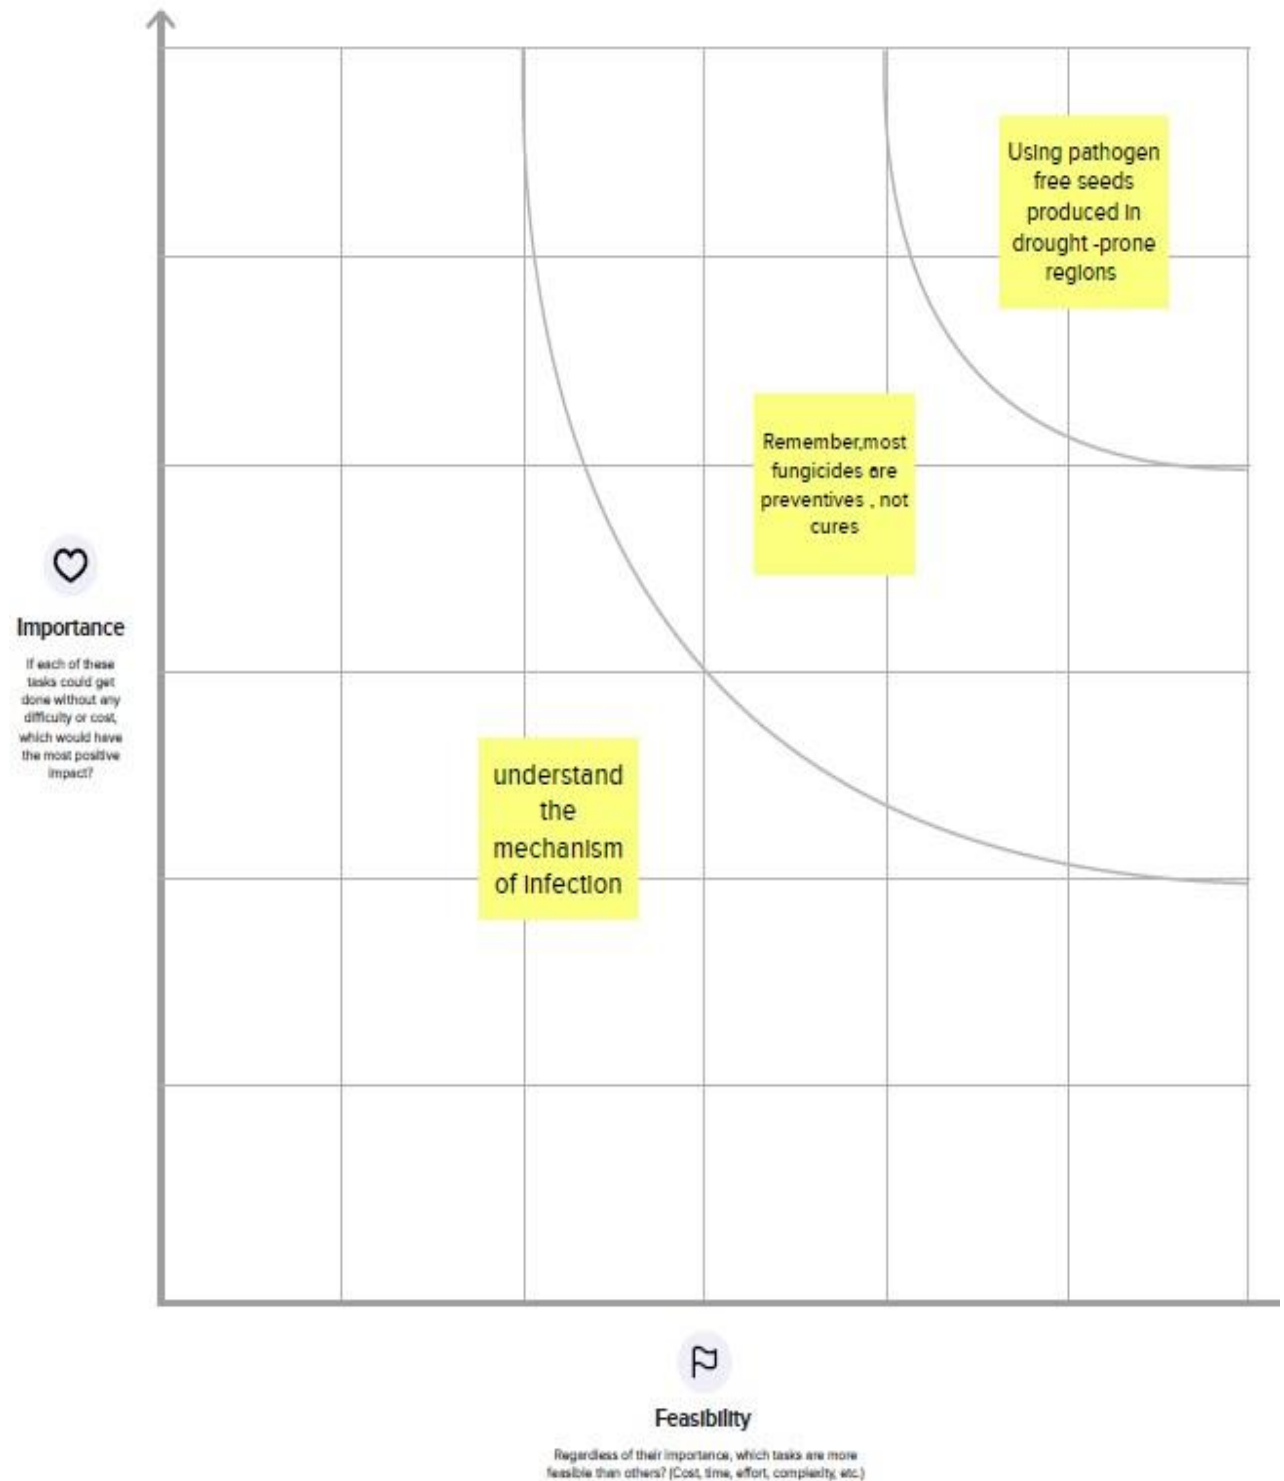 Using pathogen
free seeds
produced in
drought -prone
regions
Remember,most
fungicides are
preventives , not
cures
Importance
If each of these
tasks could get
done without any
difficulty or cost,
which would have
the most positive
impact?
understand
the
mechanism
of infection
Feasibility
Regardless of their importance, which tasks are more
feasible than others? (Cost, time, effort, complexity, etc.)